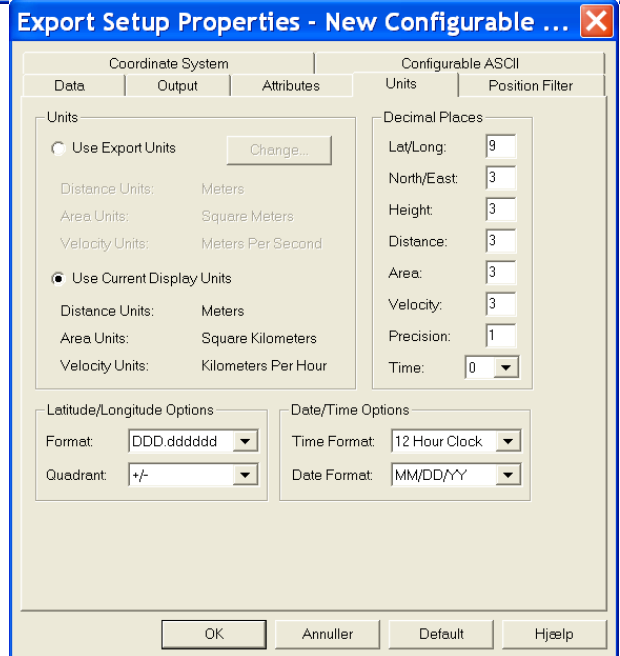 Export Setup Properties - New Configurable ...
Coordinate System
Configurable ASCII
Data
Output
Attributes
Units
Position Filter
Units
Use Export Units
Change...
Distance Units: Meters
Area Units: Square Meters
Velocity Units: Meters Per Second
Use Current Display Units
Distance Units: Meters
Area Units: Square Kilometers
Velocity Units: Kilometers Per Hour
Decimal Places
Lat/Long: 9
North/East: 3
Height: 3
Distance: 3
Area: 3
Velocity: 3
Precision: 1
Time: 0
Latitude/Longitude Options
Format: DDD.dddddd
Quadrant: +/-
Date/Time Options
Time Format: 12 Hour Clock
Date Format: MM/DD/YY
OK
Annuller
Default
Hjælp